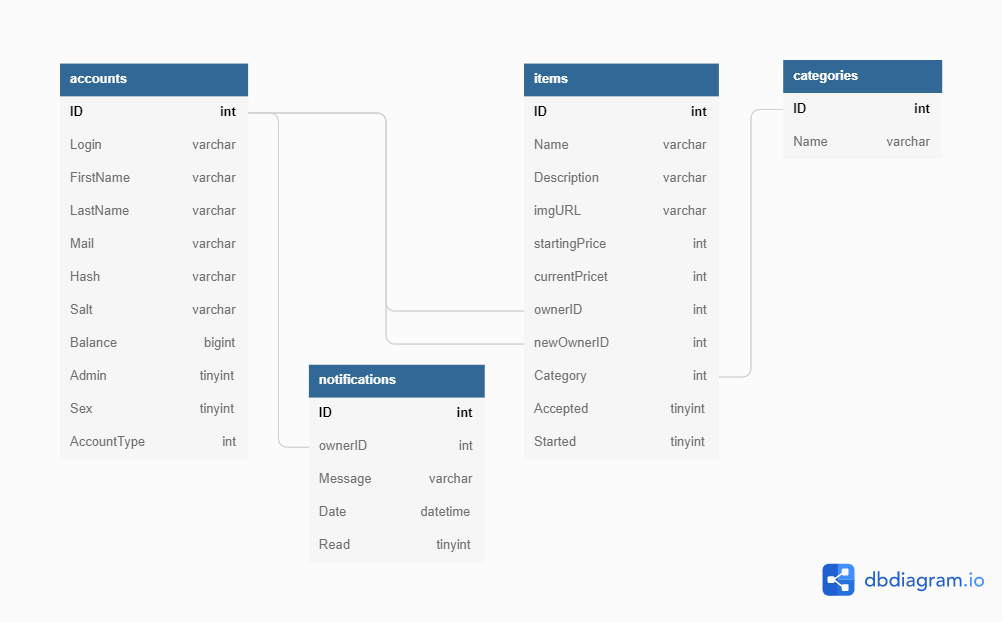 accounts
ID int
Login varchar
FirstName varchar
LastName varchar
Mail varchar
Hash varchar
Salt varchar
Balance bigint
Admin tinyint
Sex tinyint
AccountType int
notifications
ID int
ownerID int
Message varchar
Date datetime
Read tinyint
items
ID int
Name varchar
Description varchar
imgURL varchar
startingPrice int
currentPricet int
ownerID int
newOwnerID int
Category int
Accepted tinyint
Started tinyint
categories
ID int
Name varchar
dbdiagram.io